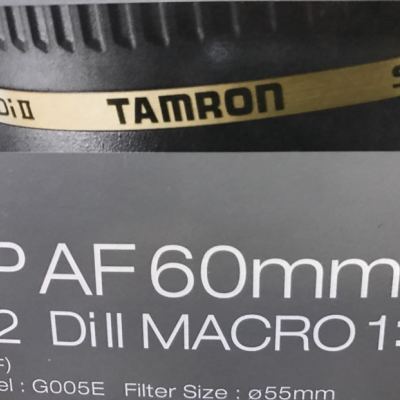 Di II TAMRON S
P AF 60mm
2 Di II MACRO 1:
F)
el : G005E Filter Size : ø55mm